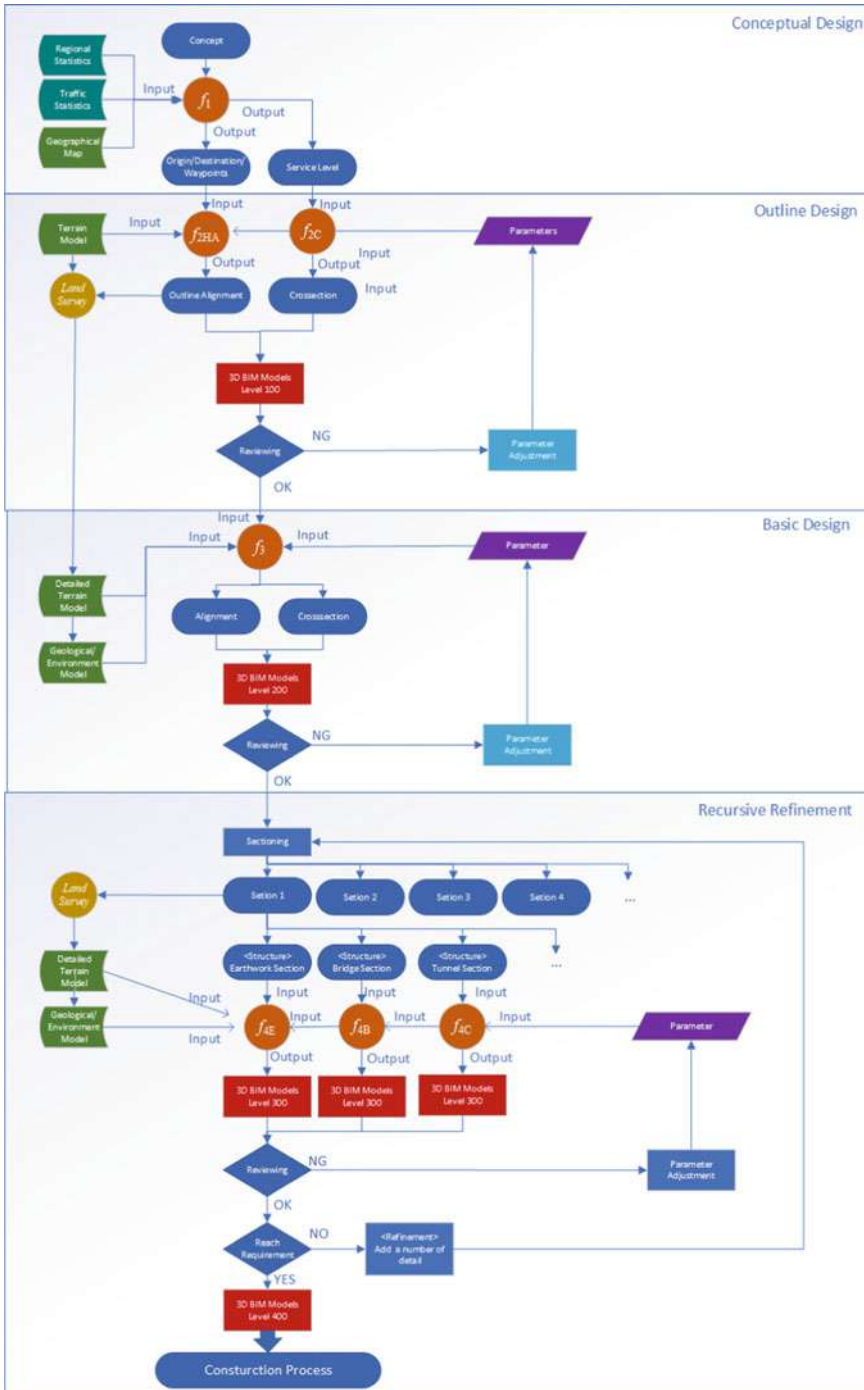 Conceptual Design
Concept
Regional
Statistics
Traffic
Statistics
Geographical
Map
Input
f1
Output
Output
Origin/Destination/
Waypoints
Service Level
Outline Design
Input
Input
Terrain
Model
Input
f2HA
f2C
Parameters
Input
Output
Output
Land
Survey
Outline Alignment
Crossection
Input
3D BIM Models
Level 100
Reviewing
NG
Parameter
Adjustment
OK
Basic Design
Input
Input
f3
Input
Parameter
Detailed
Terrain
Model
Alignment
Crosssection
Geological/
Environment
Model
3D BIM Models
Level 200
Reviewing
NG
Parameter
Adjustment
OK
Recursive Refinement
Sectioning
Land
Survey
Setion 1
Setion 2
Setion 3
Setion 4
...
<Structure>
Earthwork Section
<Structure>
Bridge Section
<Structure>
Tunnel Section
...
Detailed
Terrain
Model
Input
Input
Input
Input
Geological/
Environment
Model
Input
f4E
Input
f4B
Input
f4C
Input
Parameter
Output
Output
Output
3D BIM Models
Level 300
3D BIM Models
Level 300
3D BIM Models
Level 300
Reviewing
NG
Parameter
Adjustment
OK
Reach
Requirement
NO
<Refinement>
Add a number of
detail
YES
3D BIM Models
Level 400
Consturction Process